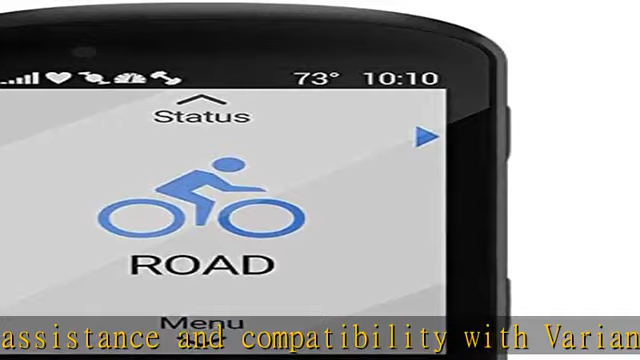 73° 10:10
Status
ROAD
Menu
assistance and compatibility with Varian